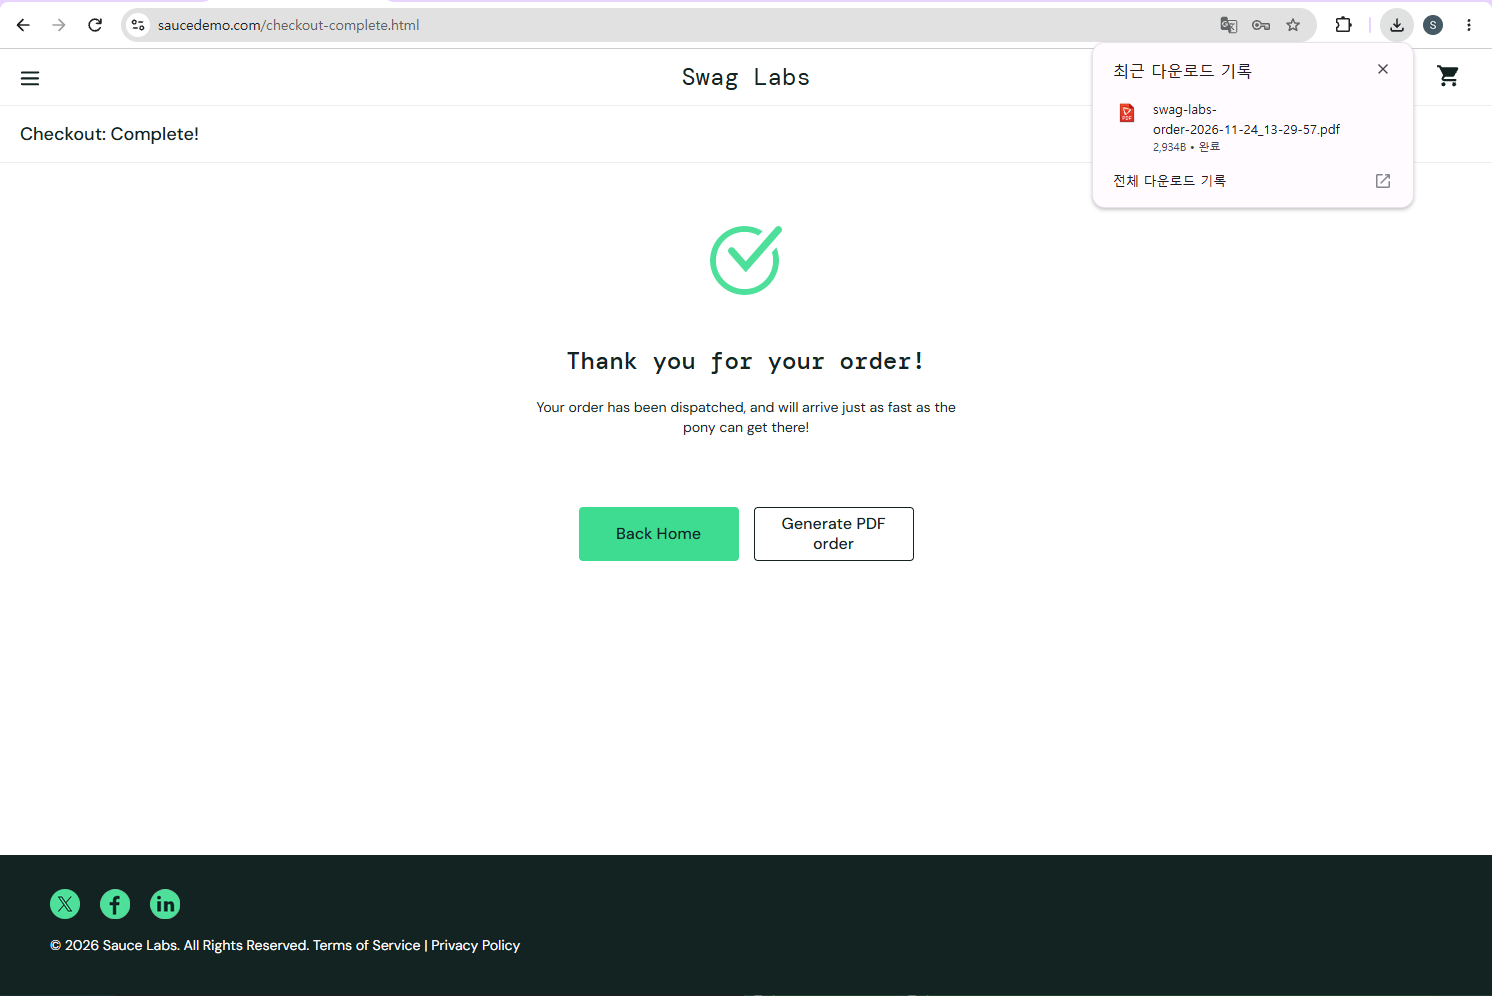 saucedemo.com/checkout-complete.html
S
Swag Labs
최근 다운로드 기록
swag-labs-
order-2026-11-24_13-29-57.pdf
2,934B • 완료
전체 다운로드 기록
Checkout: Complete!
Thank you for your order!
Your order has been dispatched, and will arrive just as fast as the
pony can get there!
Back Home
Generate PDF
order
© 2026 Sauce Labs. All Rights Reserved. Terms of Service | Privacy Policy